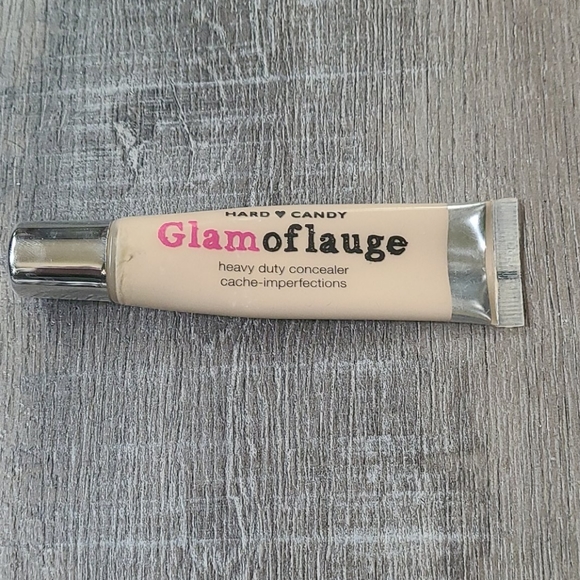 HARD ♥ CANDY
Glamoflauge
heavy duty concealer
cache-imperfections